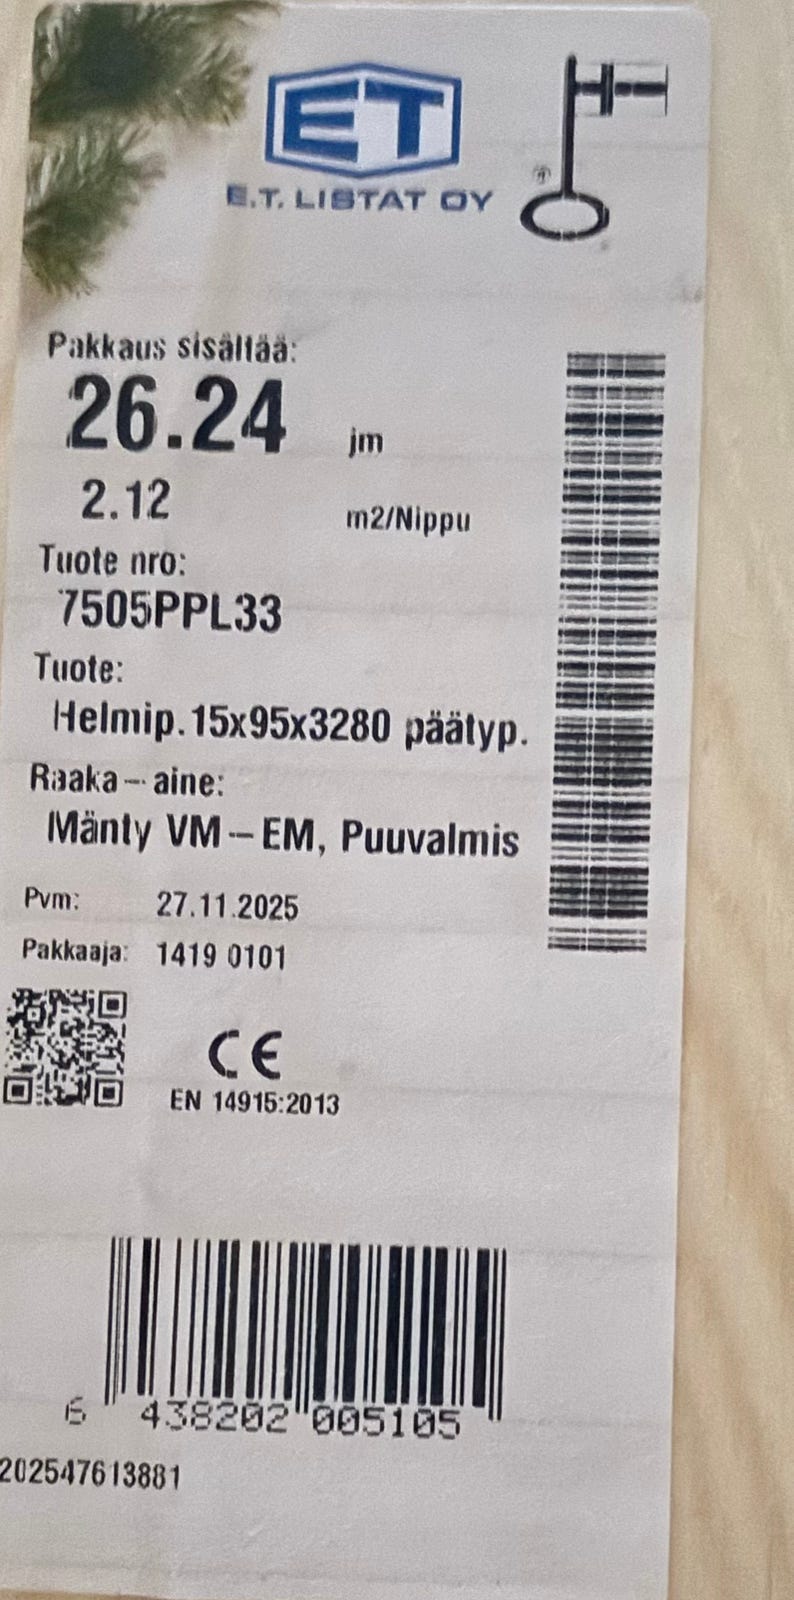 ET
E.T. LISTAT OY
Pakkaus sisältää:
26.24 jm
2.12 m2/Nippu
Tuote nro:
7505PPL33
Tuote:
Helmip. 15x95x3280 päätyp.
Raaka-aine:
Mänty VM-EM, Puuvalmis
Pvm: 27.11.2025
Pakkaaja: 1419 0101
CE
EN 14915:2013
6 438202 005105
202547613881